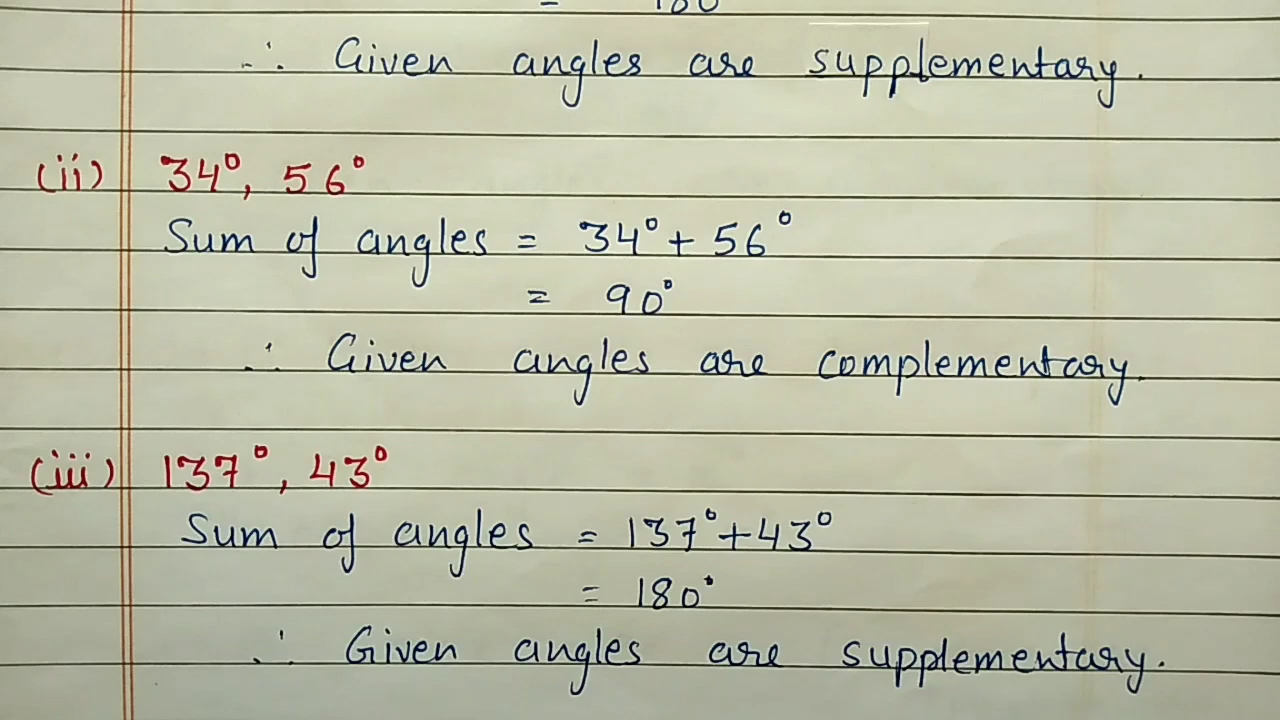 = 180
∴ Given angles are supplementary.
(ii) 34°, 56°
Sum of angles = 34° + 56°
= 90°
∴ Given angles are complementary.
(iii) 137°, 43°
Sum of angles = 137° + 43°
= 180°
∴ Given angles are supplementary.